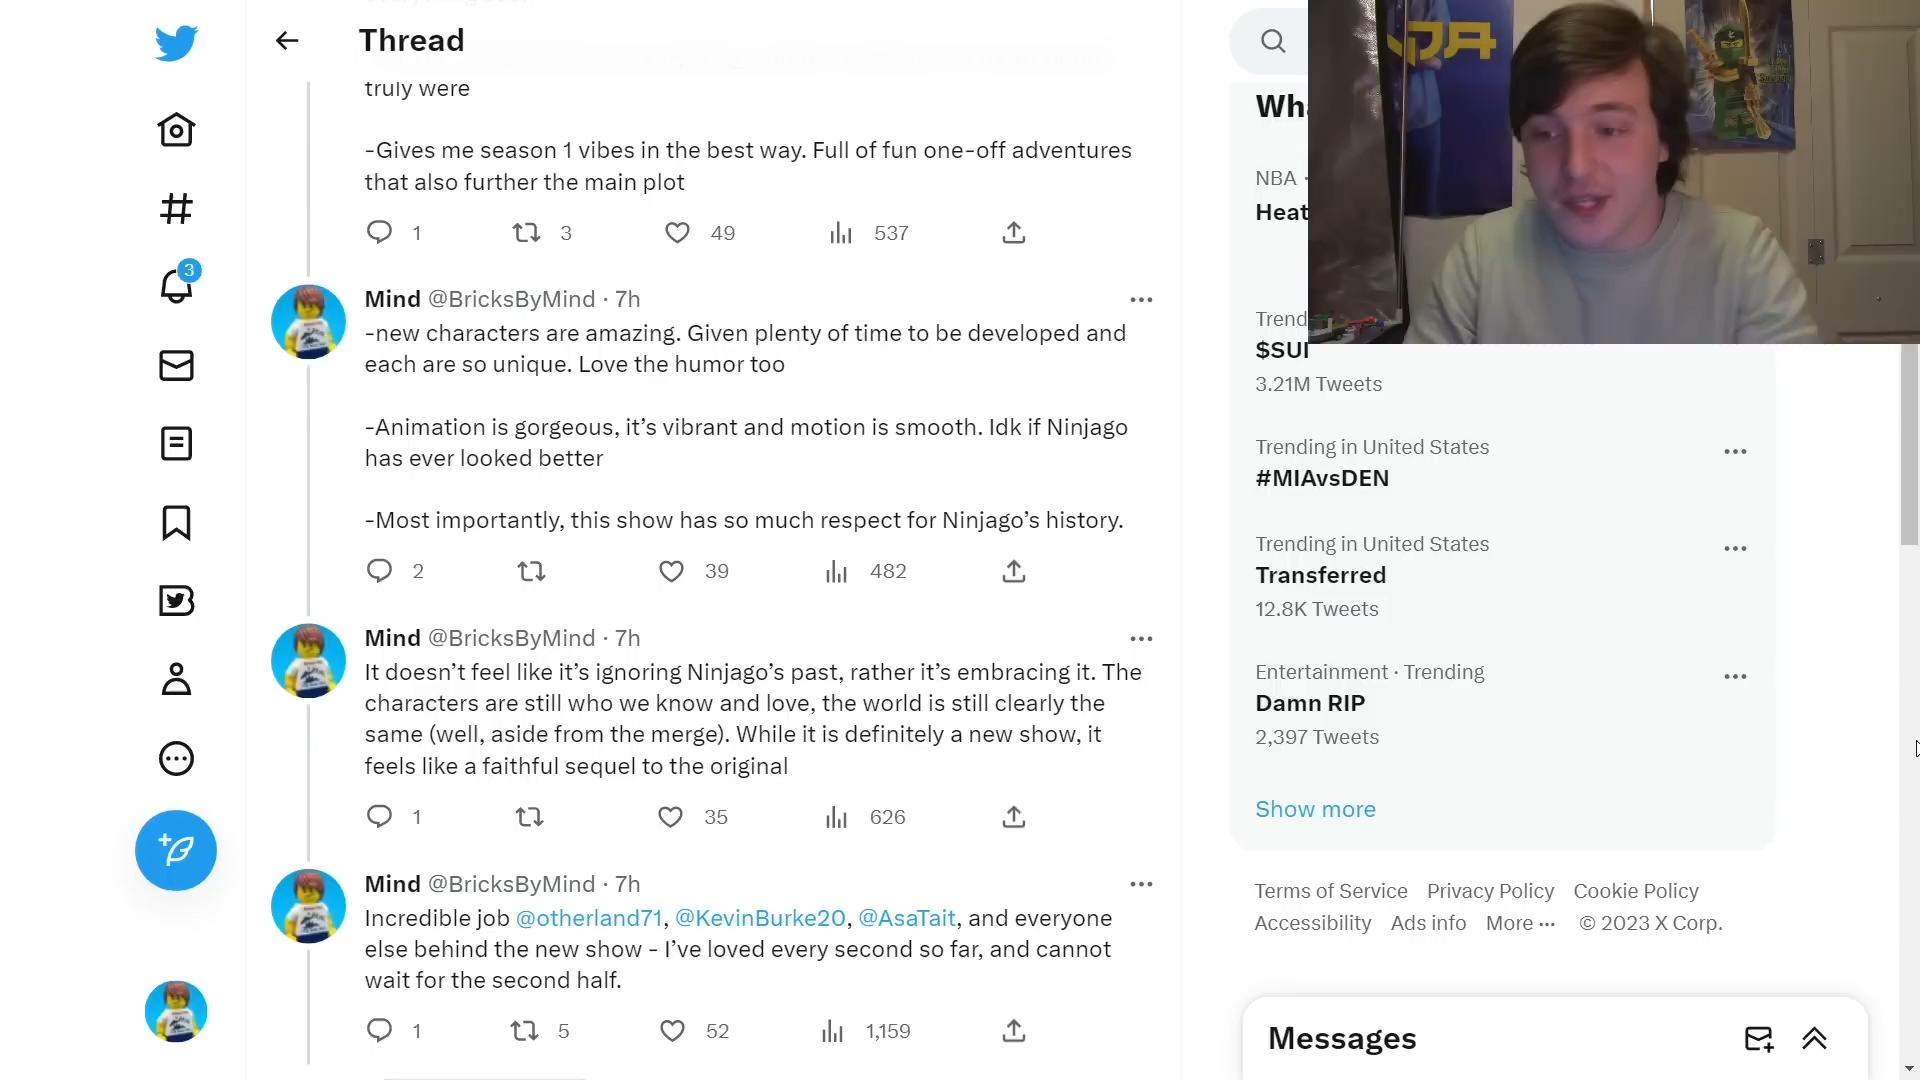 Thread
truly were
-Gives me season 1 vibes in the best way. Full of fun one-off adventures
that also further the main plot
1 3 49 537
3
Mind @BricksByMind · 7h
-new characters are amazing. Given plenty of time to be developed and
each are so unique. Love the humor too
-Animation is gorgeous, it’s vibrant and motion is smooth. Idk if Ninjago
has ever looked better
-Most importantly, this show has so much respect for Ninjago’s history.
2 39 482
Mind @BricksByMind · 7h
It doesn’t feel like it’s ignoring Ninjago’s past, rather it’s embracing it. The
characters are still who we know and love, the world is still clearly the
same (well, aside from the merge). While it is definitely a new show, it
feels like a faithful sequel to the original
1 35 626
Mind @BricksByMind · 7h
Incredible job @otherland71, @KevinBurke20, @AsaTait, and everyone
else behind the new show - I’ve loved every second so far, and cannot
wait for the second half.
1 5 52 1,159
NBA ·
Heat
$SUI
3.21M Tweets
Trending in United States
#MIAvsDEN
Trending in United States
Transferred
12.8K Tweets
Entertainment · Trending
Damn RIP
2,397 Tweets
Show more
Terms of Service Privacy Policy Cookie Policy
Accessibility Ads info More ··· © 2023 X Corp.
Messages